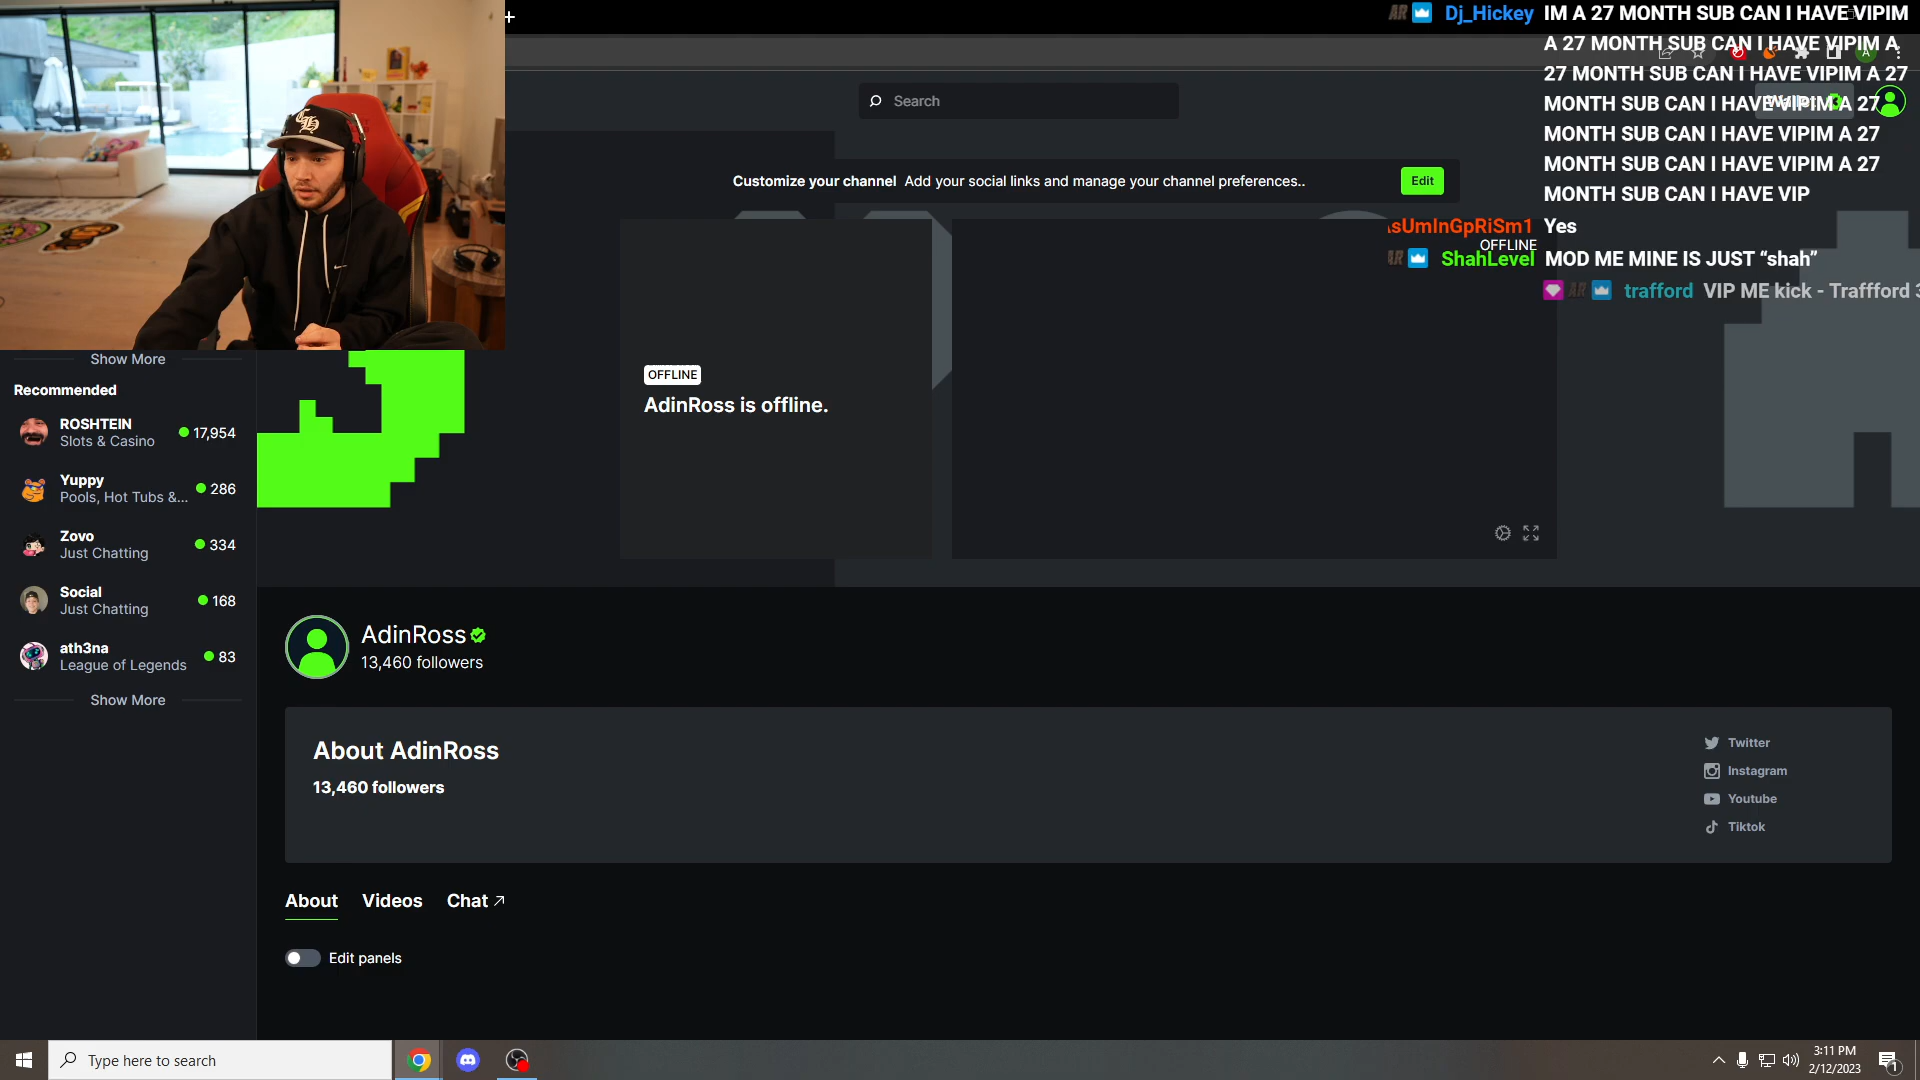 Dj_Hickey IM A 27 MONTH SUB CAN I HAVE VIPIM
A 27 MONTH SUB CAN I HAVE VIPIM A
27 MONTH SUB CAN I HAVE VIPIM A 27
MONTH SUB CAN I HAVE VIPIM A 27
MONTH SUB CAN I HAVE VIPIM A 27
MONTH SUB CAN I HAVE VIPIM A 27
MONTH SUB CAN I HAVE VIP
sUmInGpRiSm1 Yes
ShahLevel MOD ME MINE IS JUST “shah”
trafford VIP ME kick - Traffford 3
Search
Customize your channel Add your social links and manage your channel preferences..
Edit
OFFLINE
OFFLINE
AdinRoss is offline.
Show More
Recommended
ROSHTEIN
Slots & Casino
17,954
Yuppy
Pools, Hot Tubs &...
286
Zovo
Just Chatting
334
Social
Just Chatting
168
ath3na
League of Legends
83
Show More
AdinRoss
13,460 followers
About AdinRoss
13,460 followers
Twitter
Instagram
Youtube
Tiktok
About Videos Chat
Edit panels
Type here to search
3:11 PM
2/12/2023
1